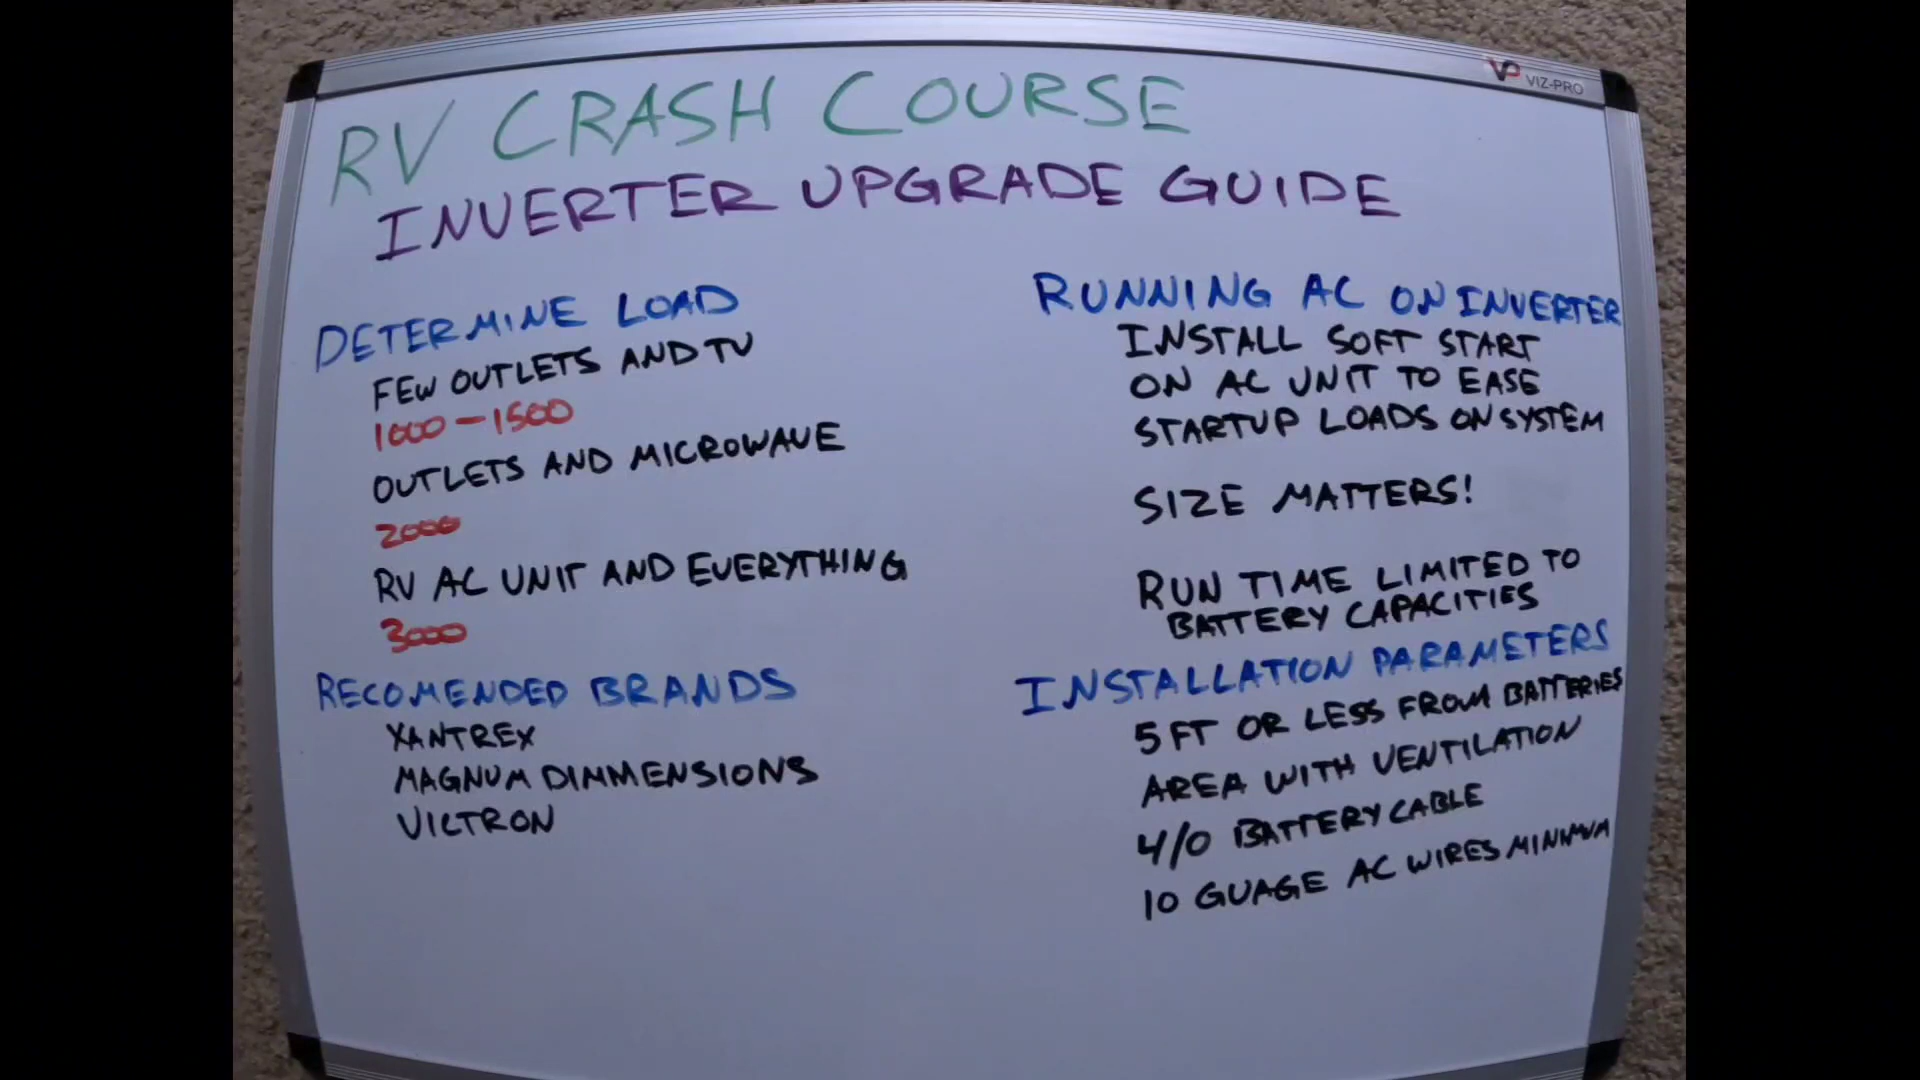 VP VIZ-PRO
RV CRASH COURSE
INVERTER UPGRADE GUIDE
DETERMINE LOAD
FEW OUTLETS AND TV
1000-1500
OUTLETS AND MICROWAVE
2000
RV AC UNIT AND EVERYTHING
3000
RECOMENDED BRANDS
XANTREX
MAGNUM DIMMENSIONS
VICTRON
RUNNING AC ON INVERTER
INSTALL SOFT START
ON AC UNIT TO EASE
STARTUP LOADS ON SYSTEM
SIZE MATTERS!
RUN TIME LIMITED TO
BATTERY CAPACITIES
INSTALLATION PARAMETERS
5 FT OR LESS FROM BATTERIES
AREA WITH VENTILATION
4/0 BATTERY CABLE
10 GUAGE AC WIRES MINIMUM